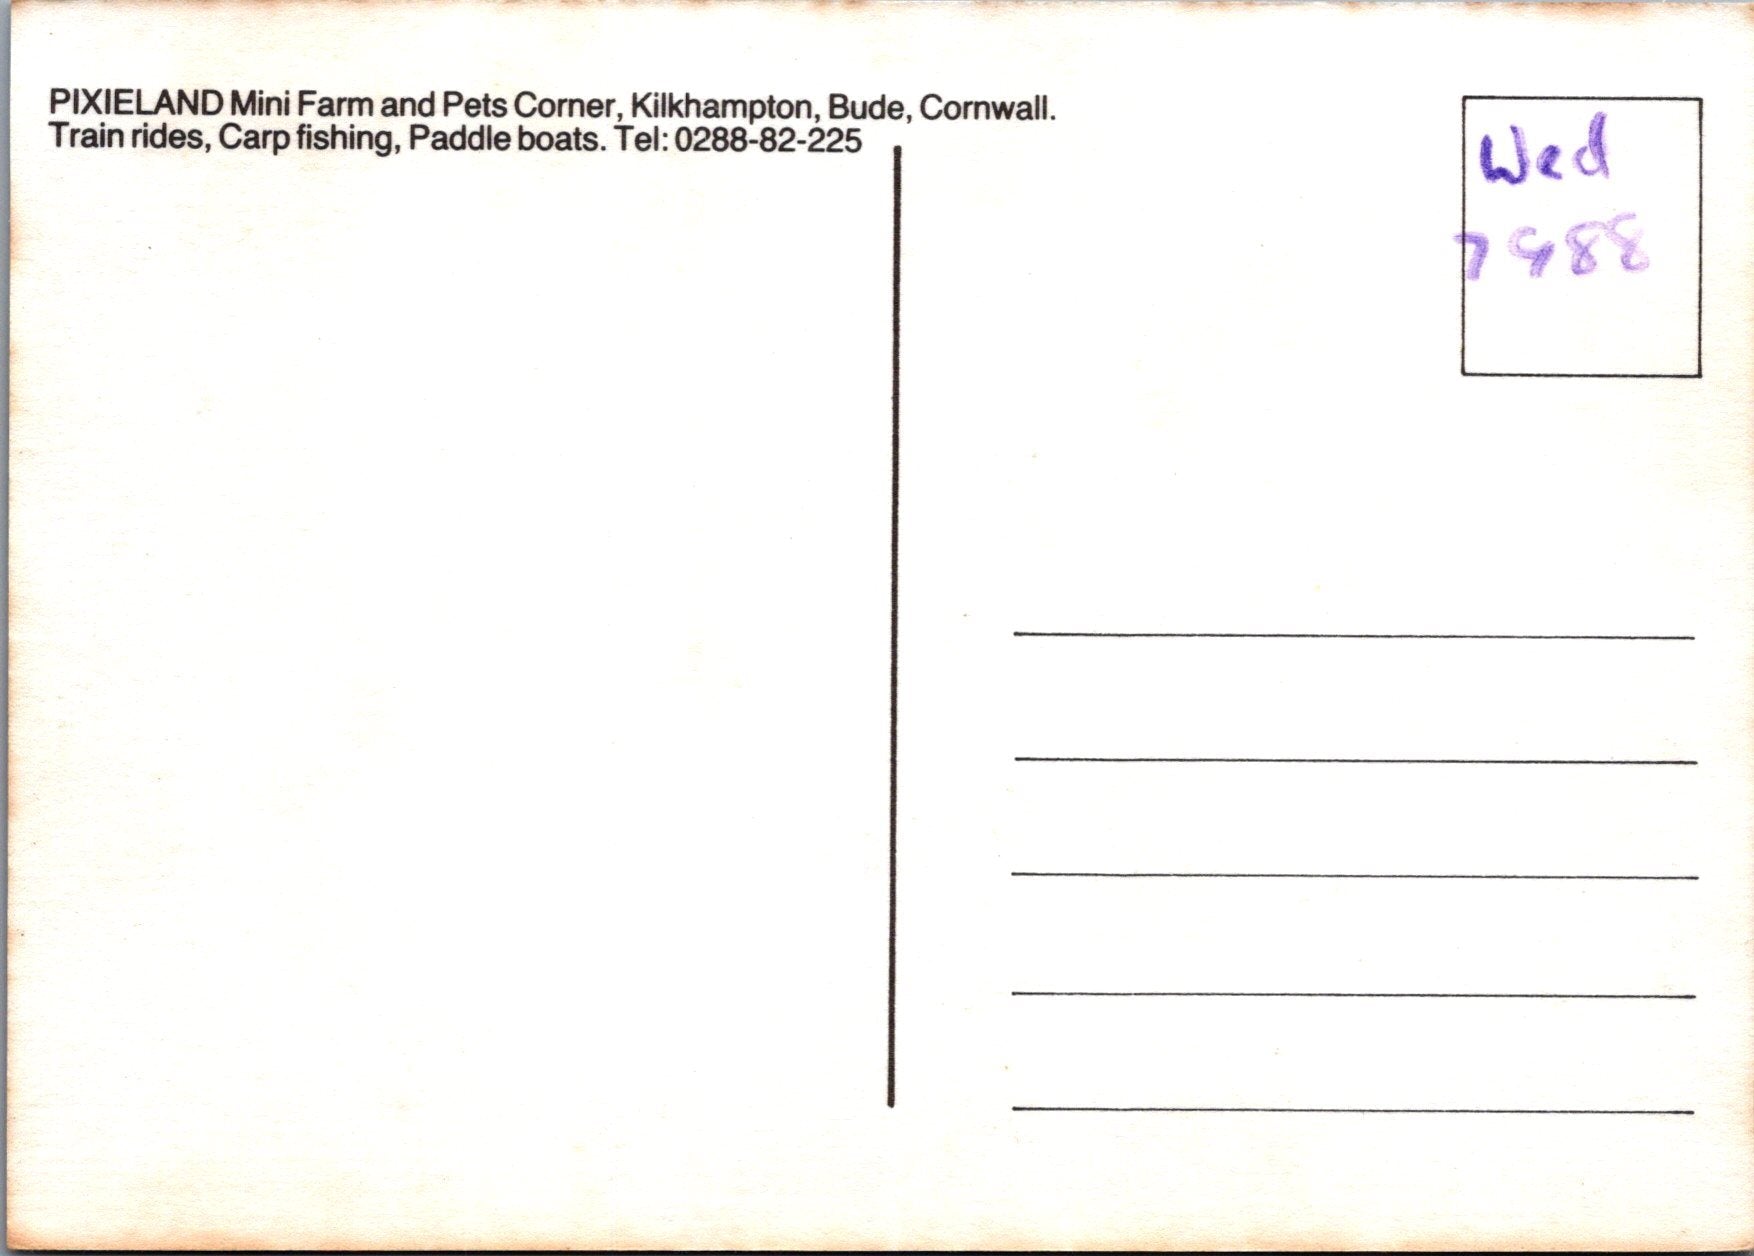 PIXIELAND Mini Farm and Pets Corner, Kilkhampton, Bude, Cornwall.
Train rides, Carp fishing, Paddle boats. Tel: 0288-82-225
Wed
1988